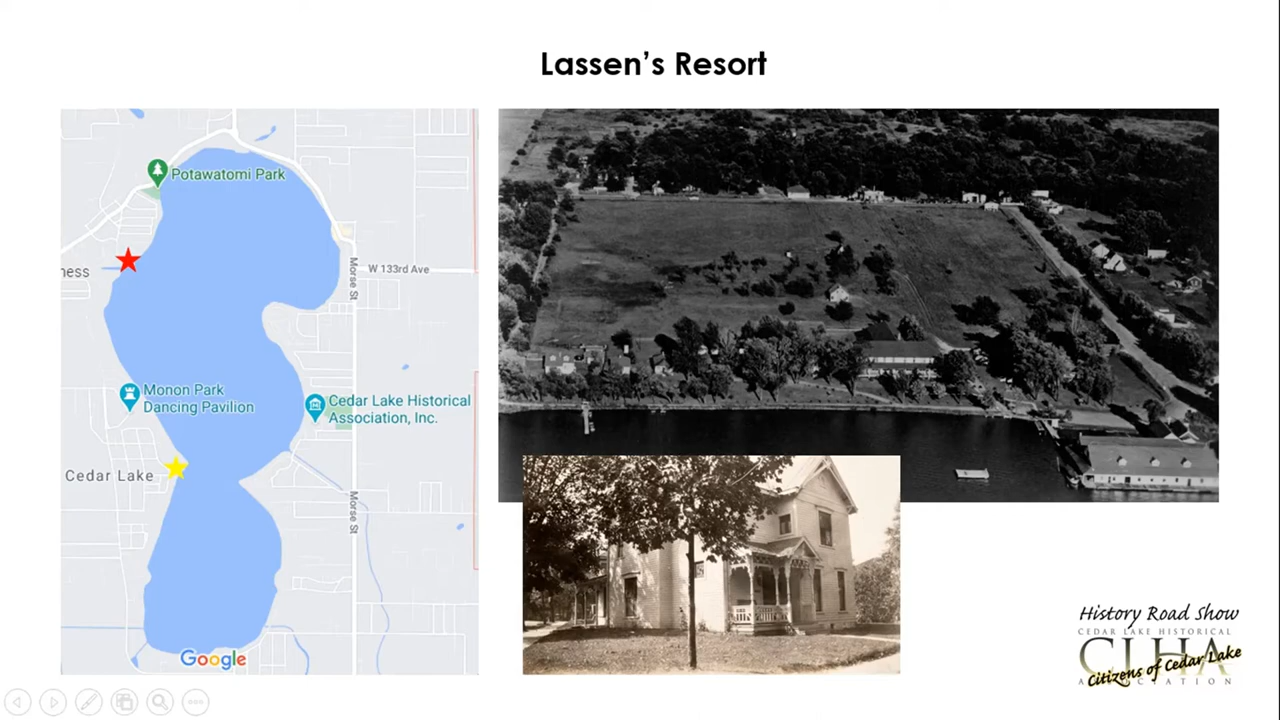 Lassen's Resort
Potawatomi Park
ness
W 133rd Ave
Morse St
Monon Park
Dancing Pavilion
Cedar Lake Historical
Association, Inc.
Cedar Lake
Morse St
Google
History Road Show
CEDAR LAKE HISTORICAL
CLHA
Citizens of Cedar Lake
ASSOCIATION